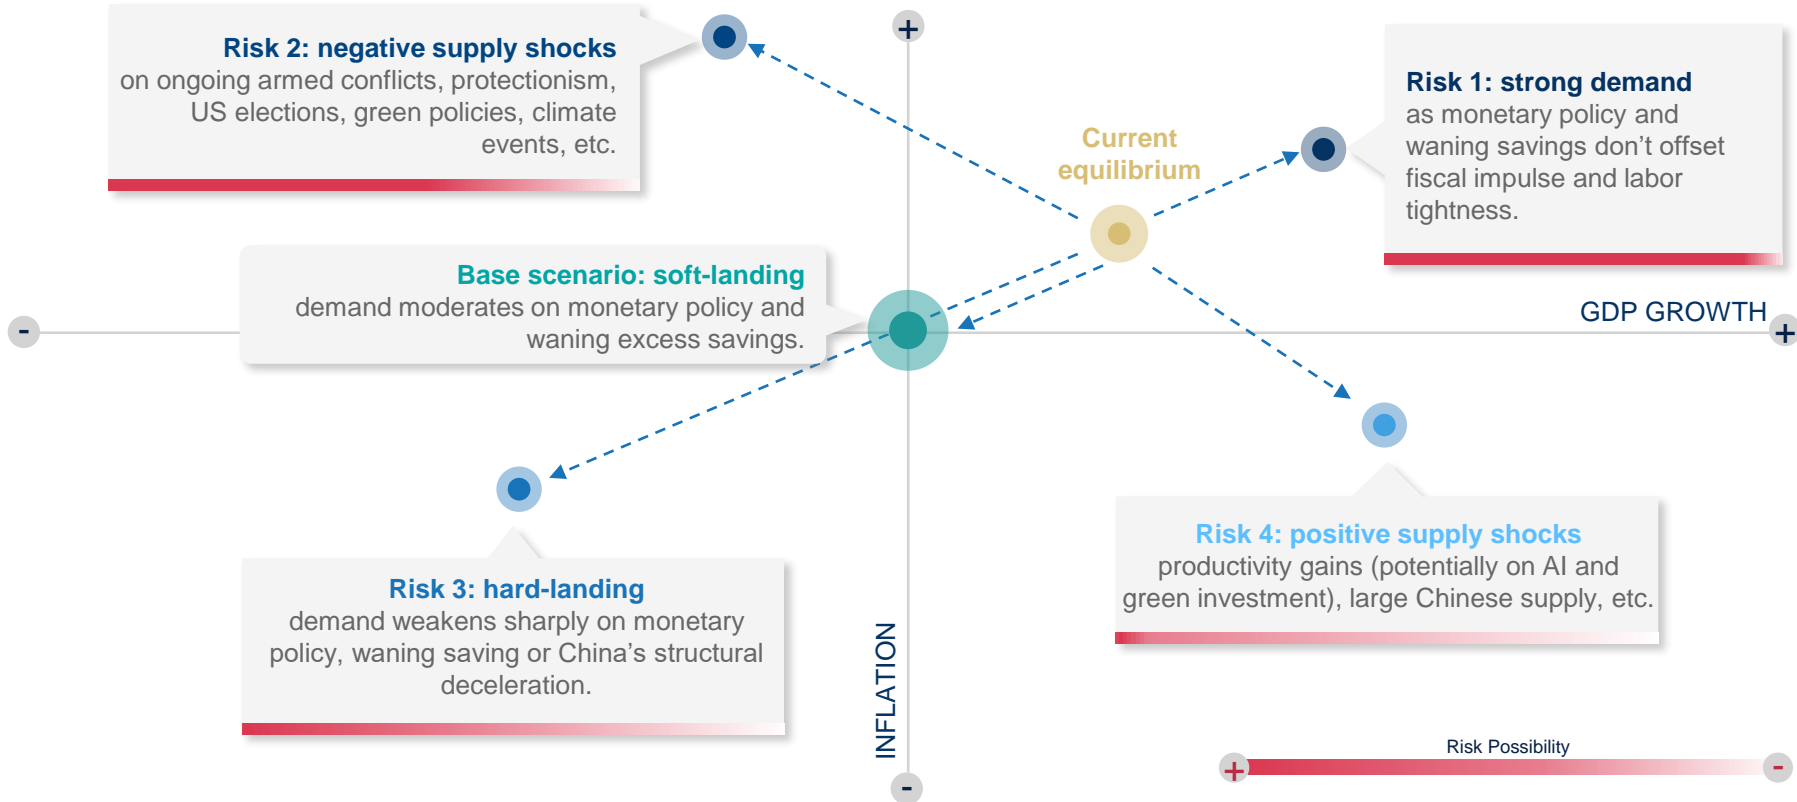 Risk 2: negative supply shocks
on ongoing armed conflicts, protectionism,
US elections, green policies, climate
events, etc.
+
Risk 1: strong demand
as monetary policy and
waning savings don’t offset
fiscal impulse and labor
tightness.
Current
equilibrium
Base scenario: soft-landing
demand moderates on monetary policy and
waning excess savings.
-
GDP GROWTH
+
Risk 3: hard-landing
demand weakens sharply on monetary
policy, waning saving or China’s structural
deceleration.
Risk 4: positive supply shocks
productivity gains (potentially on AI and
green investment), large Chinese supply, etc.
INFLATION
-
Risk Possibility
+
-